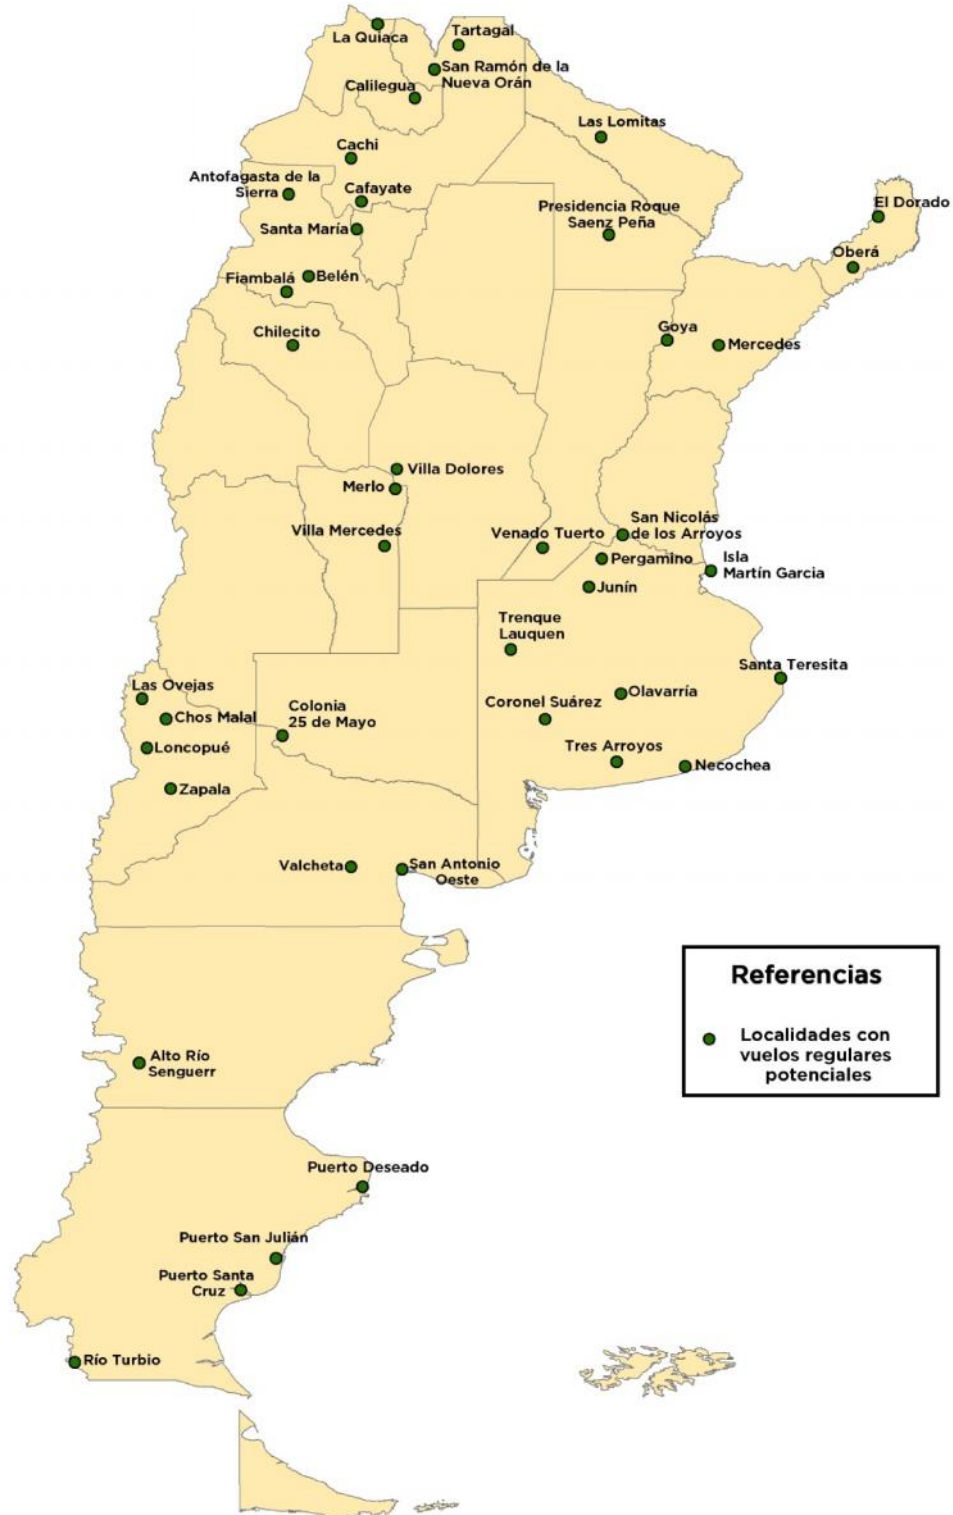 La Quiaca
Tartagal
San Ramón de la
Nueva Orán
Calilegua
Las Lomitas
Cachi
Antofagasta de la
Sierra
Cafayate
Presidencia Roque
Saenz Peña
El Dorado
Santa María
Oberá
Fiambalá
Belén
Chilecito
Goya
Mercedes
Villa Dolores
Merlo
Villa Mercedes
Venado Tuerto
San Nicolás
de los Arroyos
Pergamino
Isla
Martín Garcia
Junín
Trenque
Lauquen
Santa Teresita
Las Ovejas
Olavarría
Coronel Suárez
Chos Malal
Colonia
25 de Mayo
Loncopué
Tres Arroyos
Necochea
Zapala
Valcheta
San Antonio
Oeste
Referencias
Localidades con
vuelos regulares
potenciales
Alto Río
Senguerr
Puerto Deseado
Puerto San Julián
Puerto Santa
Cruz
Río Turbio